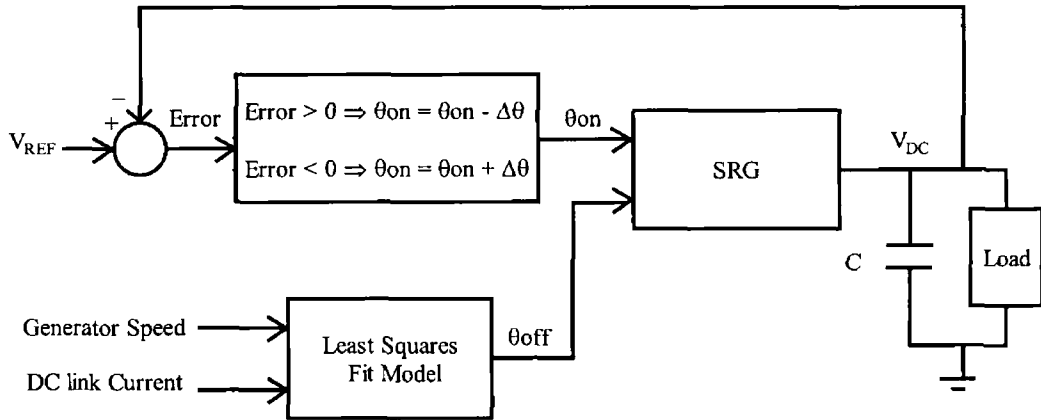 −
+
V_REF
Error
Error > 0 ⇒ θon = θon - Δθ
Error < 0 ⇒ θon = θon + Δθ
θon
SRG
V_DC
C
Load
Generator Speed
DC link Current
Least Squares
Fit Model
θoff